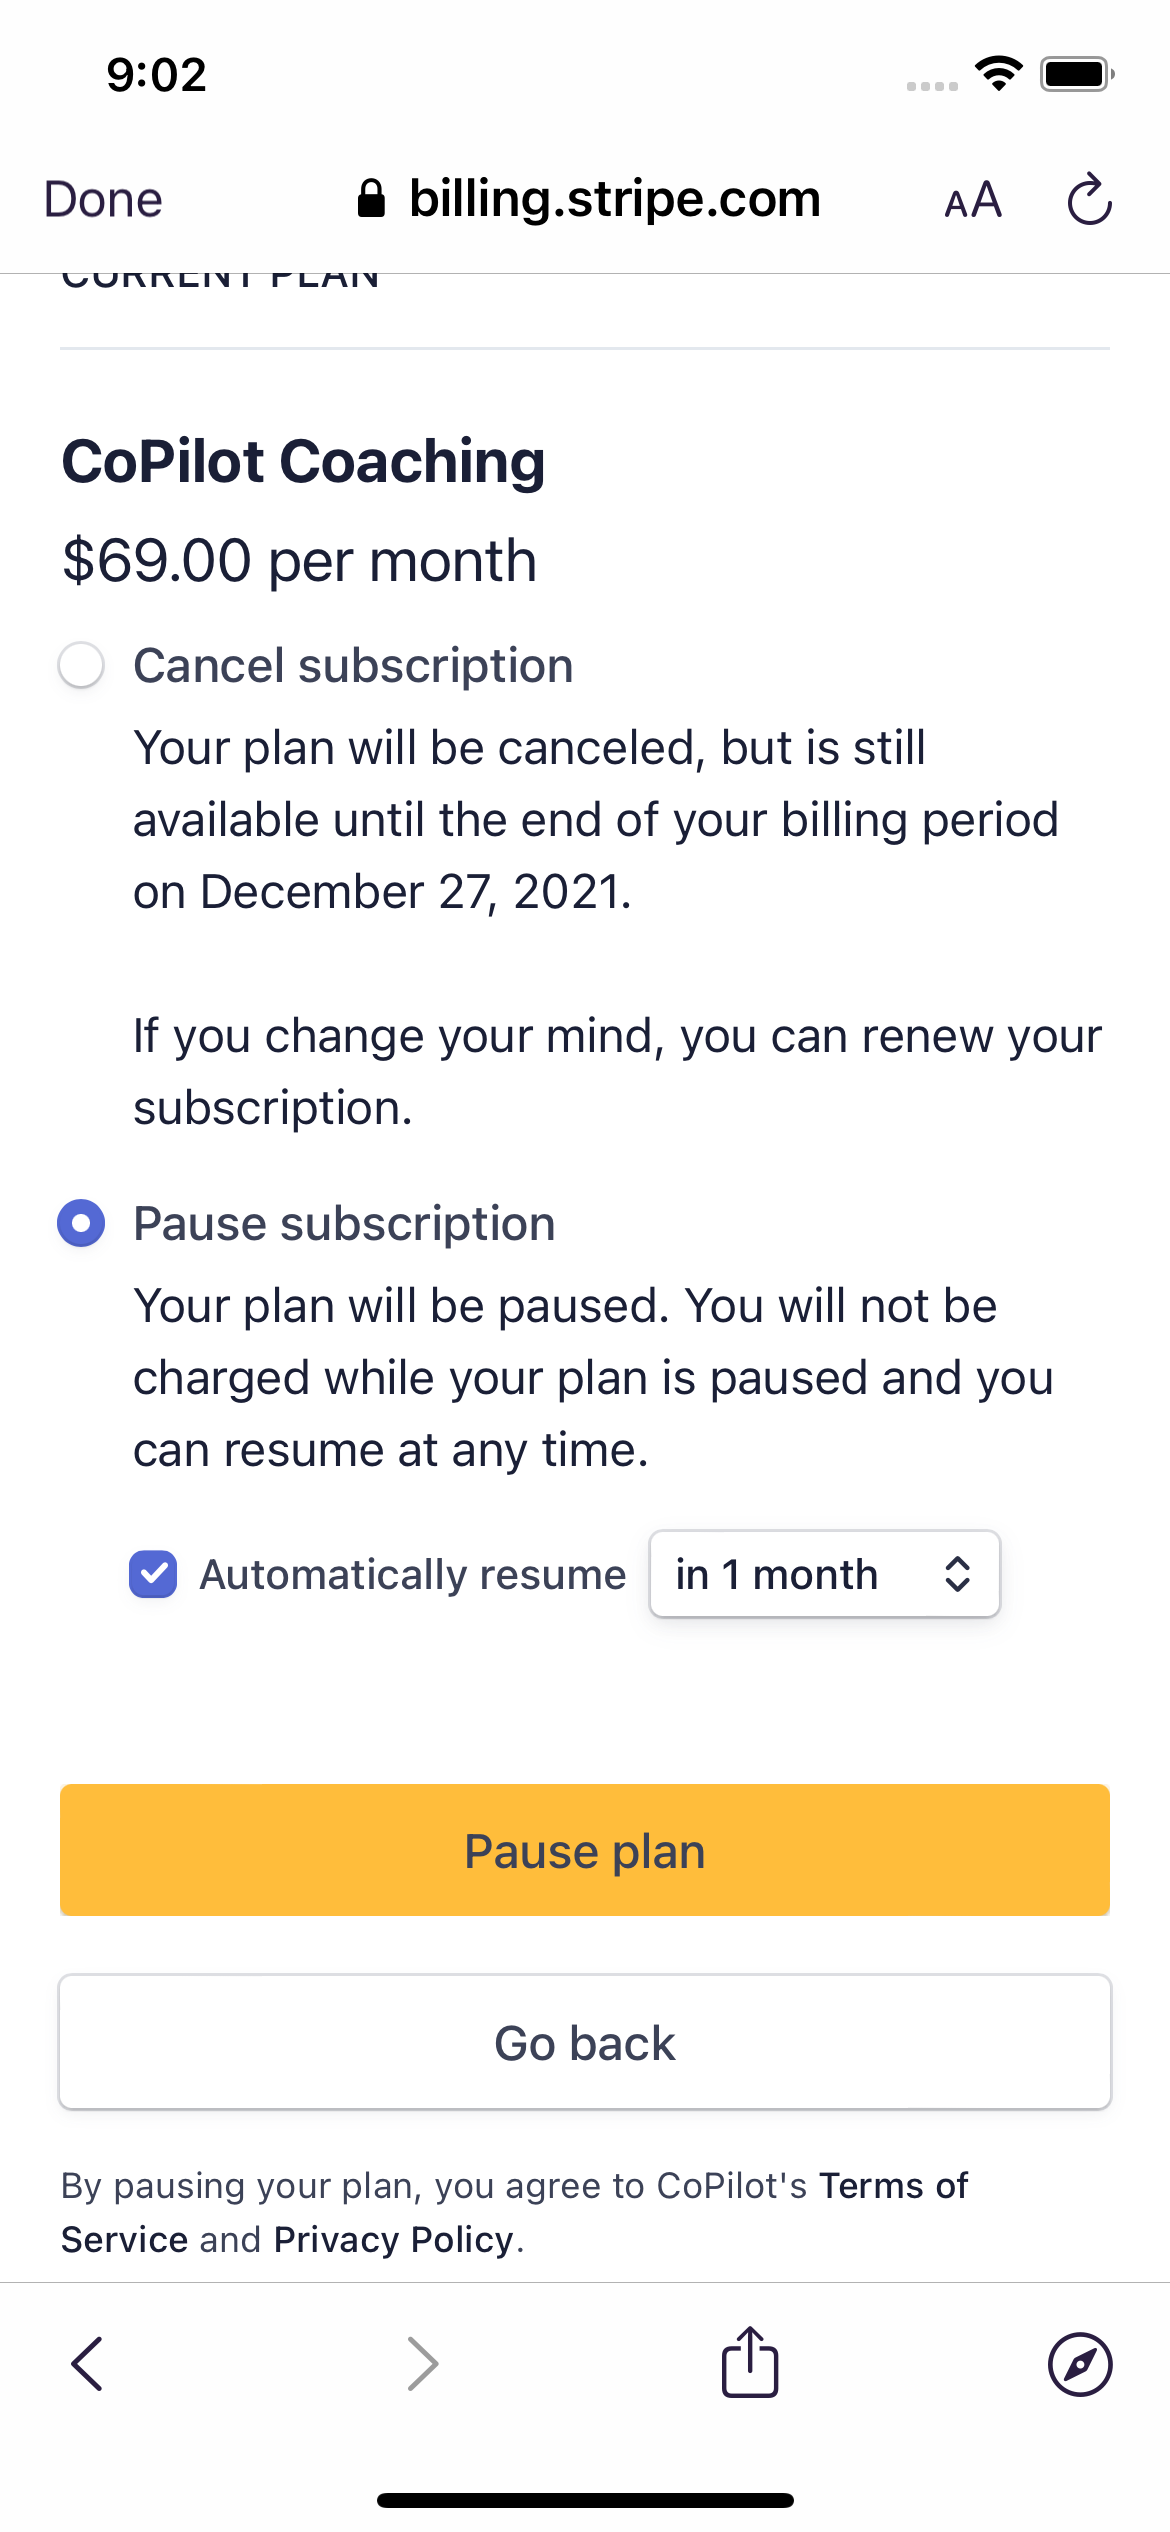 9:02
Done
billing.stripe.com
AA
CURRENT PLAN
CoPilot Coaching
$69.00 per month
Cancel subscription
Your plan will be canceled, but is still
available until the end of your billing period
on December 27, 2021.
If you change your mind, you can renew your
subscription.
Pause subscription
Your plan will be paused. You will not be
charged while your plan is paused and you
can resume at any time.
Automatically resume
in 1 month
Pause plan
Go back
By pausing your plan, you agree to CoPilot's Terms of
Service and Privacy Policy.